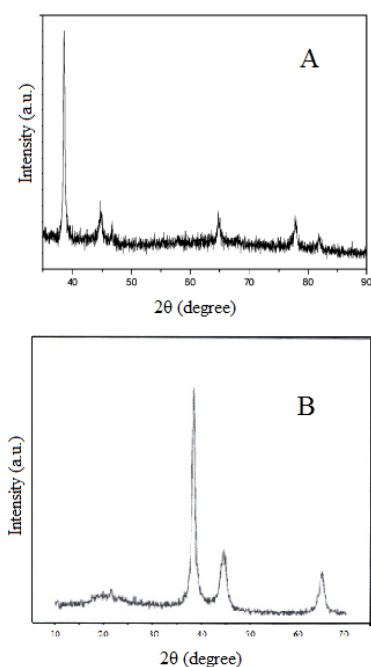 A
Intensity (a.u.)
40 50 60 70 80 90
2θ (degree)
B
Intensity (a.u.)
10 20 30 40 50 60 70
2θ (degree)